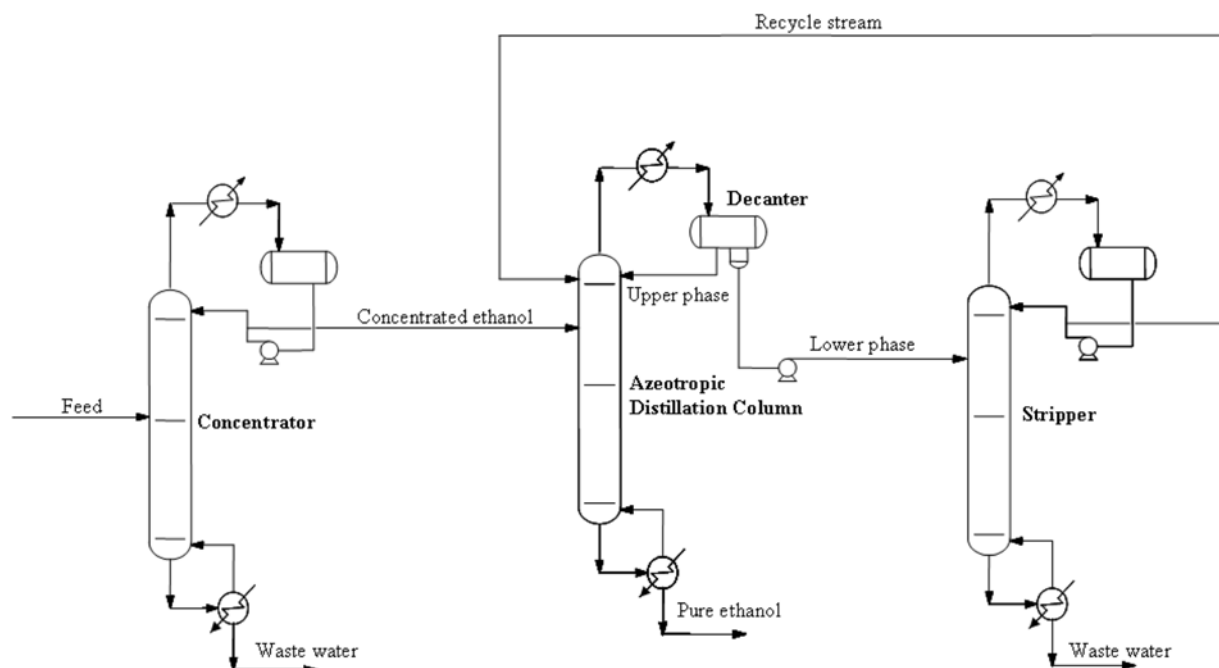 Recycle stream
Decanter
Upper phase
Concentrated ethanol
Lower phase
Azeotropic
Distillation Column
Feed
Concentrator
Stripper
Pure ethanol
Waste water
Waste water